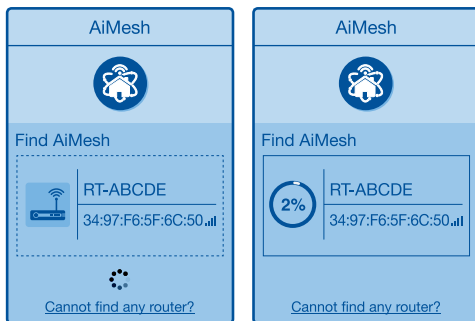 AiMesh
Find AiMesh
RT-ABCDE
34:97:F6:5F:6C:50
Cannot find any router?
AiMesh
Find AiMesh
2%
RT-ABCDE
34:97:F6:5F:6C:50
Cannot find any router?